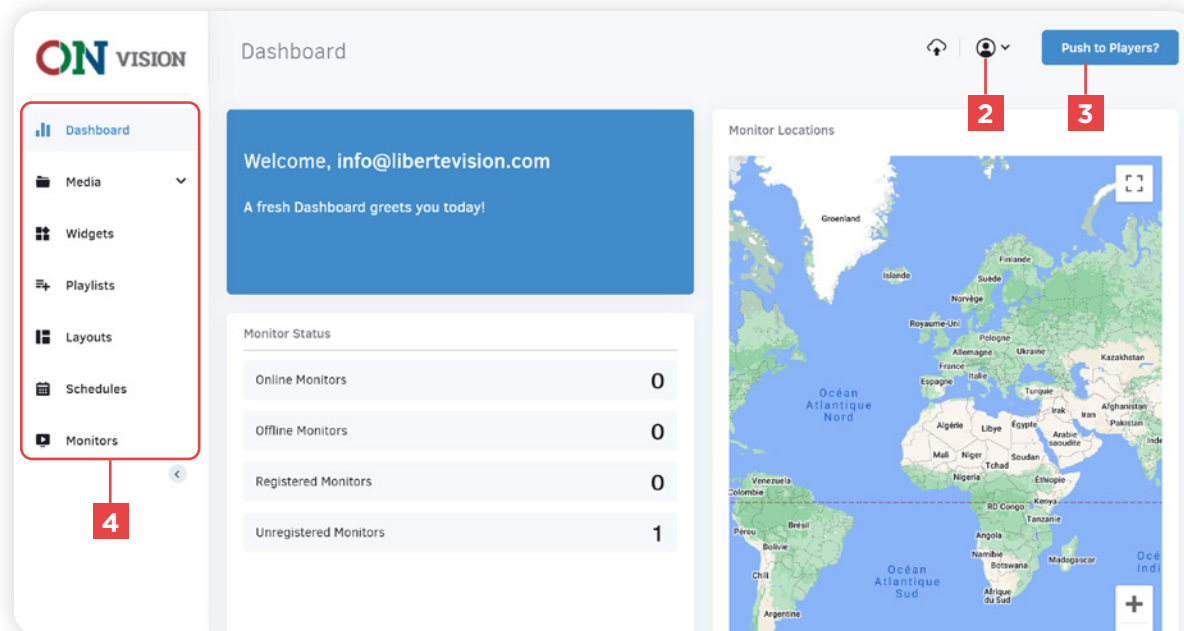 ON VISION
Dashboard
Push to Players?
2
3
Dashboard
Media
Widgets
Playlists
Layouts
Schedules
Monitors
4
Welcome, info@libertevision.com
A fresh Dashboard greets you today!
Monitor Status
Online Monitors 0
Offline Monitors 0
Registered Monitors 0
Unregistered Monitors 1
Monitor Locations
Groenland
Islande
Finlande
Suède
Norvège
Royaume-Uni
Pologne
Allemagne
Ukraine
France
Kazakhstan
Italie
Espagne
Turquie
Océan
Atlantique
Nord
Irak
Iran
Afghanistan
Pakistan
Algérie
Libye
Égypte
Arabie
saoudite
Inde
Mali
Niger
Tchad
Soudan
Venezuela
Nigeria
Éthiopie
Colombie
Kenya
RD Congo
Tanzanie
Brésil
Pérou
Angola
Bolivie
Namibie
Botswana
Madagascar
Océ
Indi
Chili
Océan
Atlantique
Sud
Afrique
du Sud
Argentine